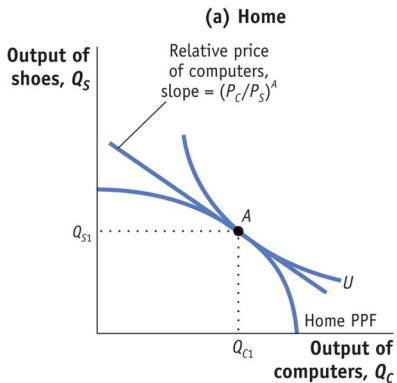 (a) Home
Output of
shoes, Q_S
Relative price
of computers,
slope = (P_C/P_S)^A
A
Q_S1
U
Home PPF
Q_C1
Output of
computers, Q_C